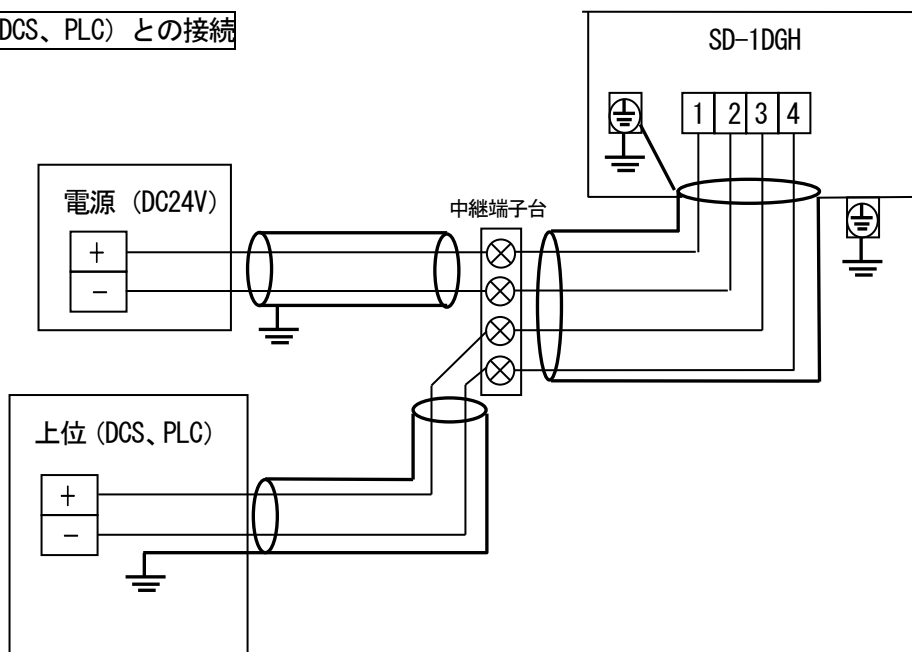 DCS、PLC）との接続
SD-1DGH
1 2 3 4
電源（DC24V）
+
-
中継端子台
上位（DCS、PLC）
+
-